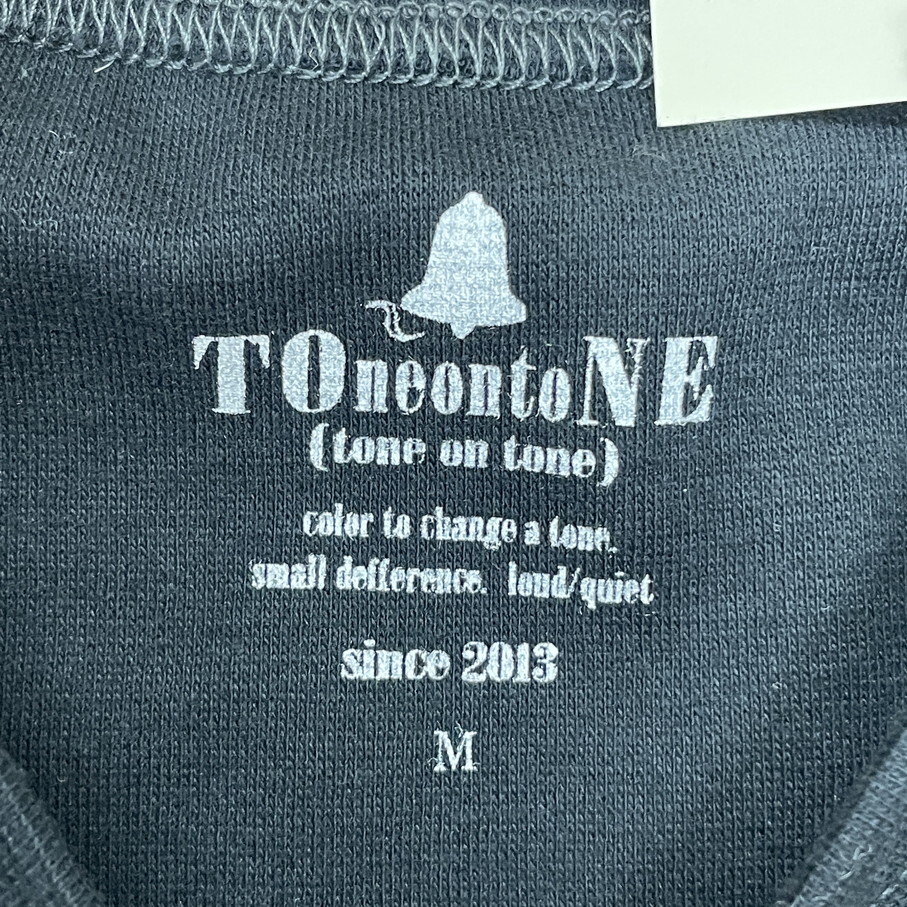 TOneontoNE
(tone on tone)
color to change a tone.
small defference. loud/quiet
since 2013
M